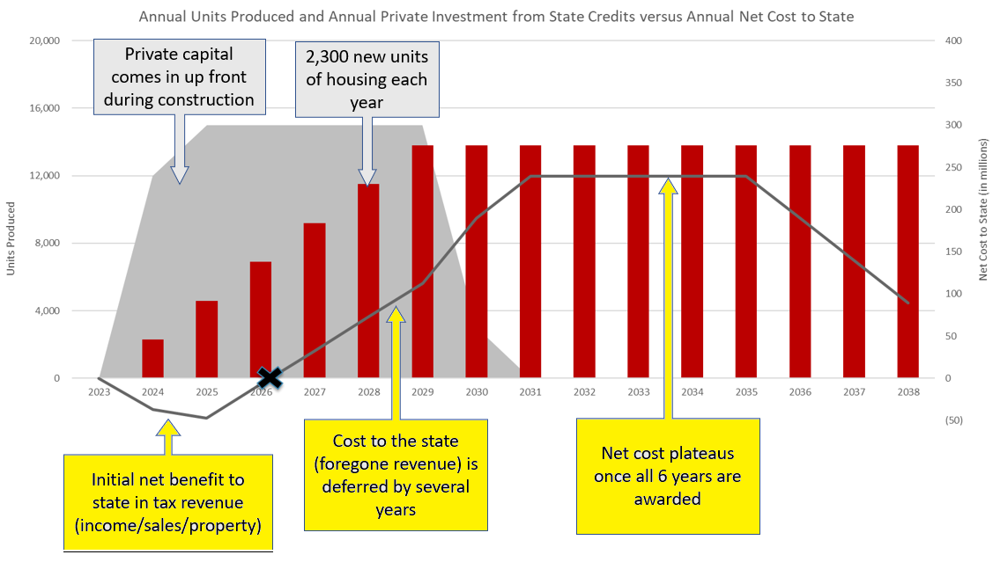 Annual Units Produced and Annual Private Investment from State Credits versus Annual Net Cost to State
20,000
16,000
12,000
8,000
4,000
0
Units Produced
400
350
300
250
200
150
100
50
0
(50)
Net Cost to State (in millions)
Private capital
comes in up front
during construction
2,300 new units
of housing each
year
2023 2024 2025 2026 2027 2028 2029 2030 2031 2032 2033 2034 2035 2036 2037 2038
Initial net benefit to
state in tax revenue
(income/sales/property)
Cost to the state
(foregone revenue) is
deferred by several
years
Net cost plateaus
once all 6 years are
awarded